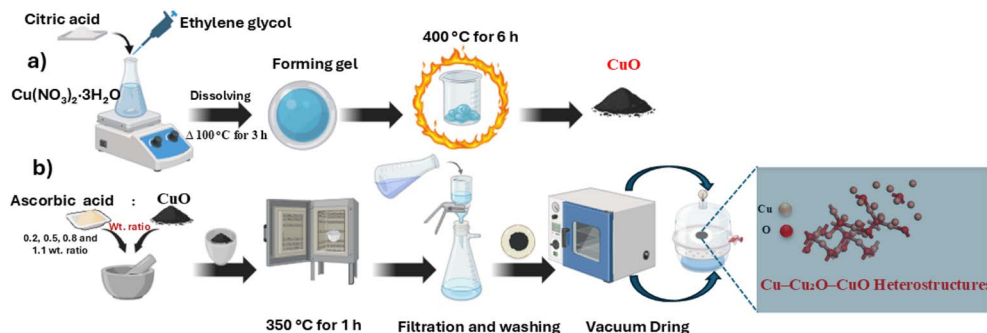 Citric acid
Ethylene glycol
a)
400 °C for 6 h
Forming gel
CuO
Cu(NO₃)₂·3H₂O
Dissolving
Δ 100 °C for 3 h
b)
Ascorbic acid : CuO
Wt. ratio
0.2, 0.5, 0.8 and
1.1 wt. ratio
Cu
O
Cu–Cu₂O–CuO Heterostructures
350 °C for 1 h
Filtration and washing
Vacuum Dring